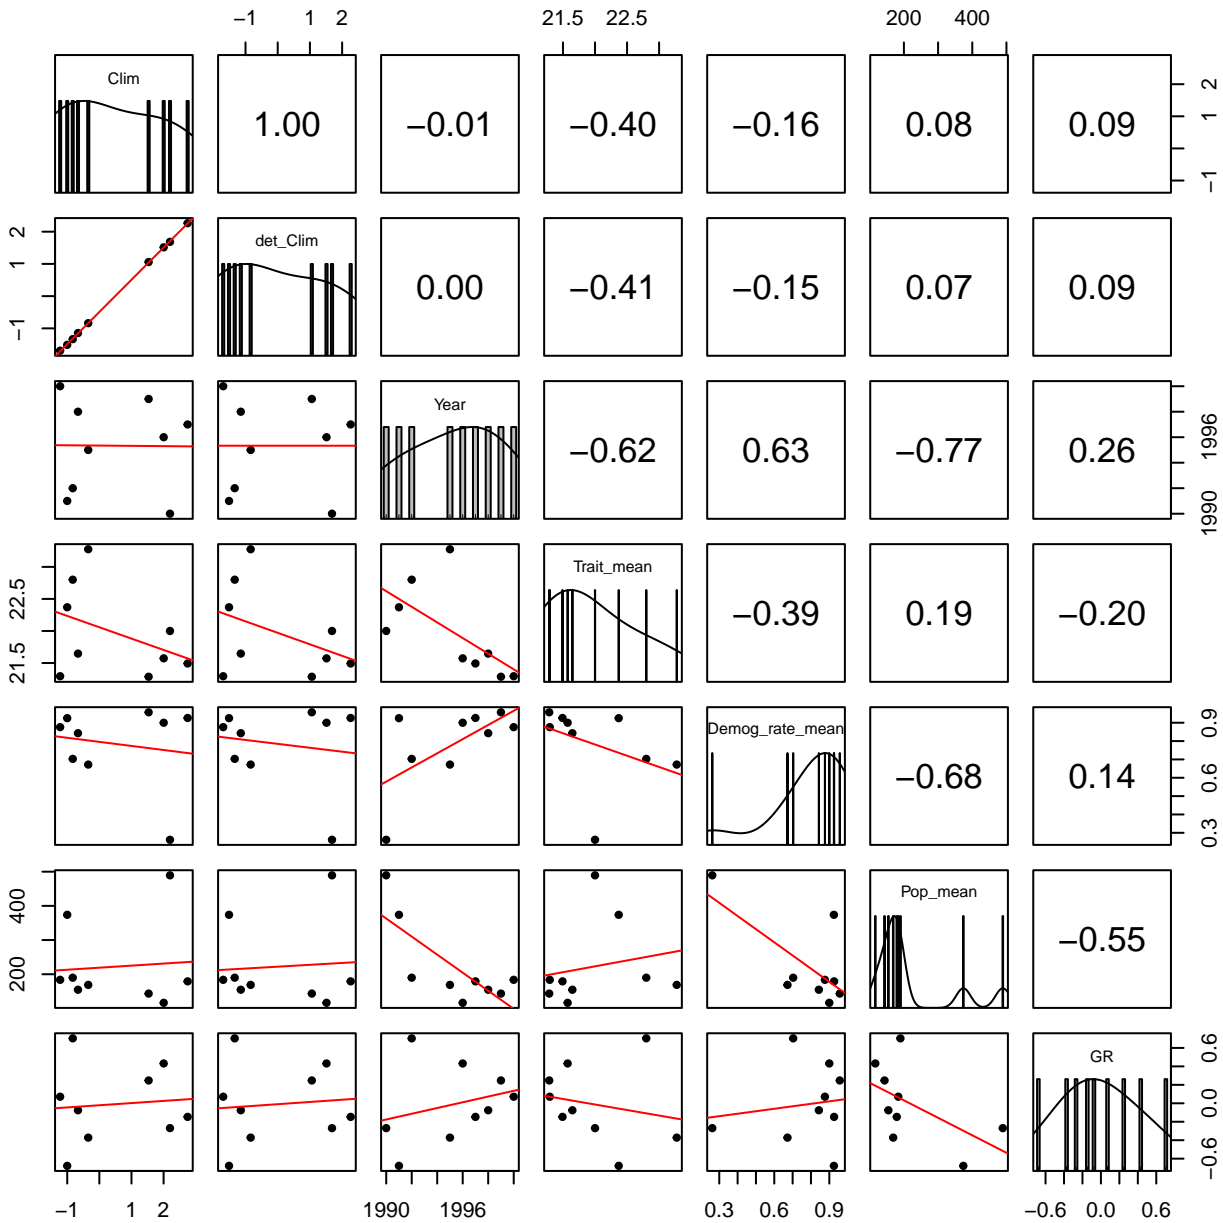 −1 1 2 21.5 22.5 200 400
Clim 1.00 −0.01 −0.40 −0.16 0.08 0.09 −1 1 2
−1 1 2 det_Clim 0.00 −0.41 −0.15 0.07 0.09
Year −0.62 0.63 −0.77 0.26 1990 1996
21.5 22.5 Trait_mean −0.39 0.19 −0.20
Demog_rate_mean −0.68 0.14 0.3 0.6 0.9
200 400 Pop_mean −0.55
GR −0.6 0.0 0.6
−1 1 2 1990 1996 0.3 0.6 0.9 −0.6 0.0 0.6